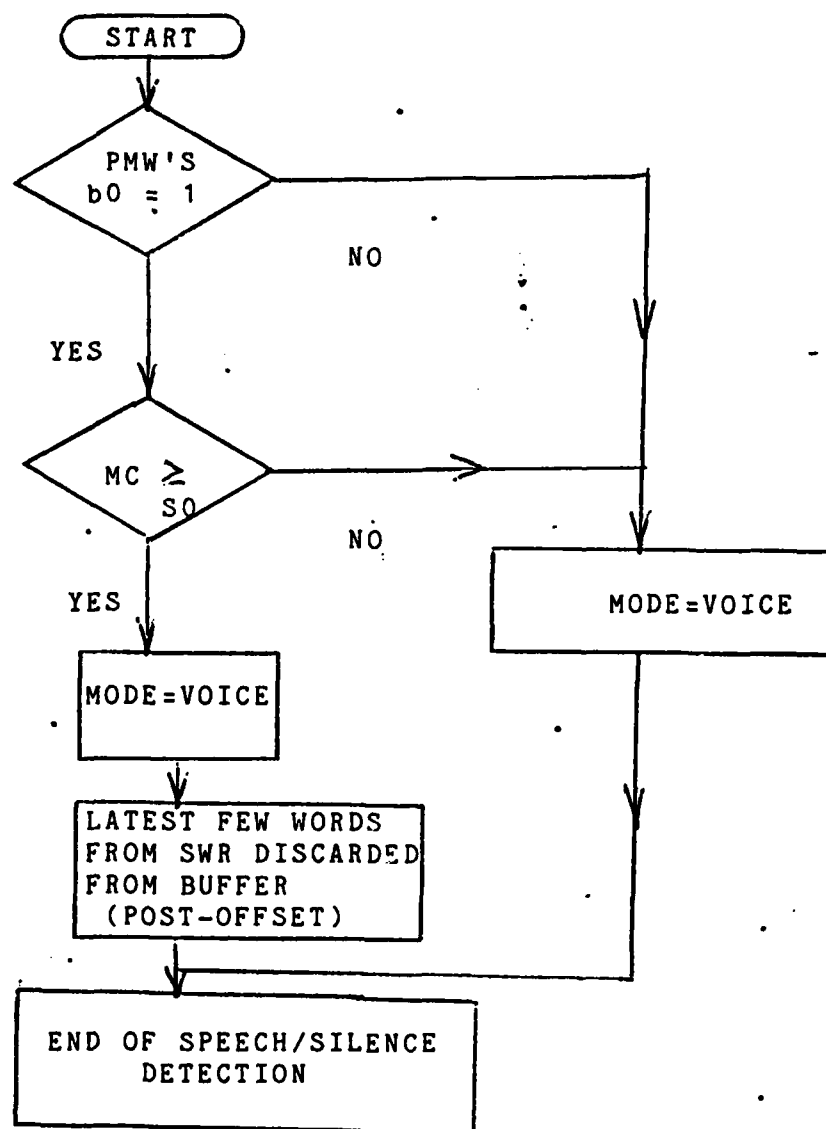 START
PMW'S
b0 = 1
NO
YES
MC ≥
S0
NO
YES
MODE=VOICE
MODE=VOICE
LATEST FEW WORDS
FROM SWR DISCARDED
FROM BUFFER
(POST-OFFSET)
END OF SPEECH/SILENCE
DETECTION